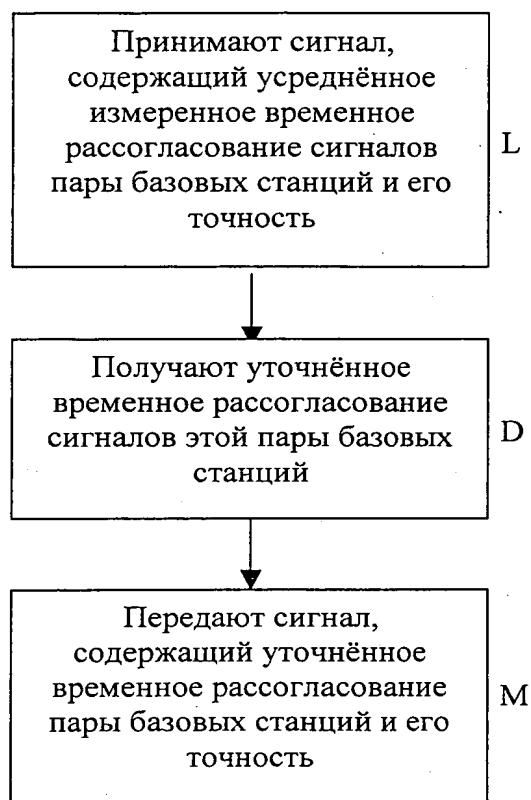 Принимают сигнал,
содержащий усреднённое
измеренное временное
рассогласование сигналов
пары базовых станций и его
точность
L
Получают уточнённое
временное рассогласование
сигналов этой пары базовых
станций
D
Передают сигнал,
содержащий уточнённое
временное рассогласование
пары базовых станций и его
точность
M